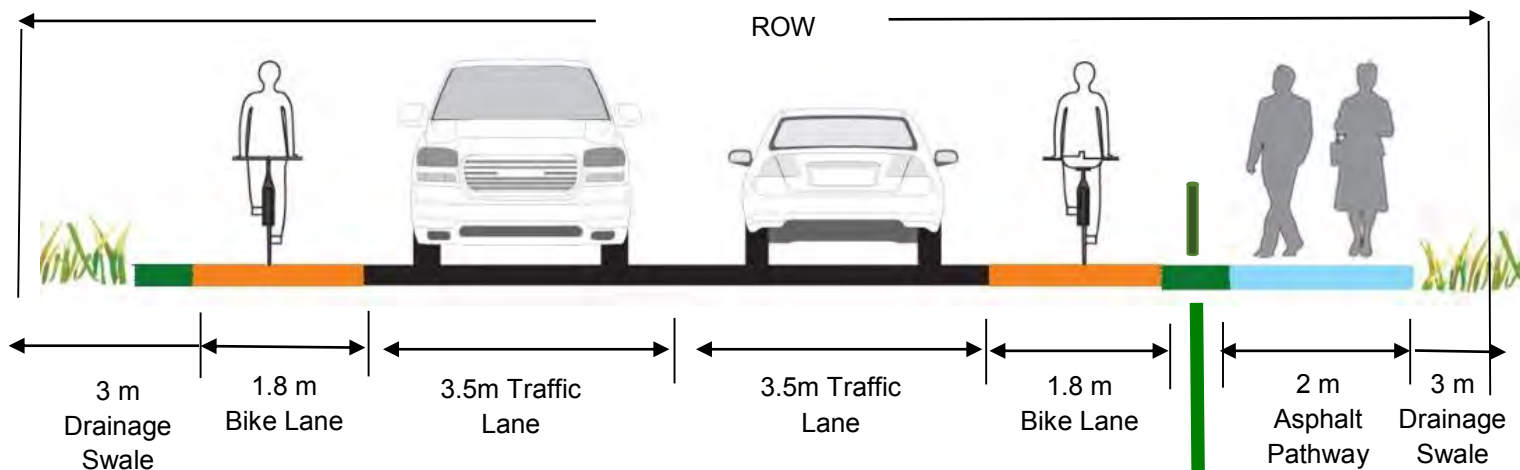 ROW
3 m
Drainage
Swale
1.8 m
Bike Lane
3.5m Traffic
Lane
3.5m Traffic
Lane
1.8 m
Bike Lane
2 m
Asphalt
Pathway
3 m
Drainage
Swale